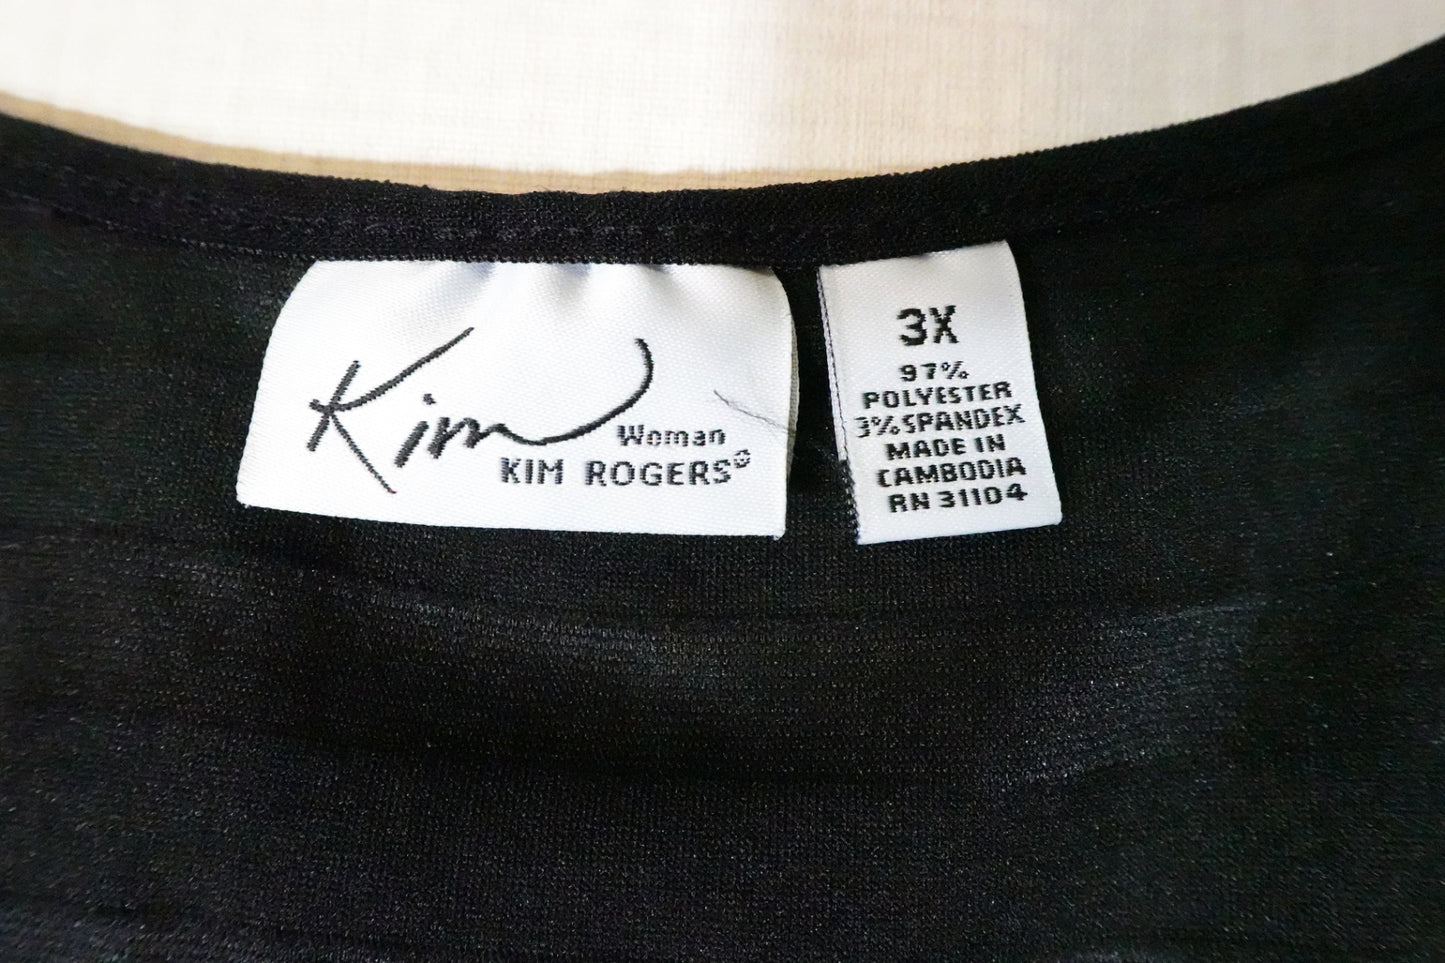 Kim
Woman
KIM ROGERS®
3X
97%
POLYESTER
3% SPANDEX
MADE IN
CAMBODIA
RN 31104